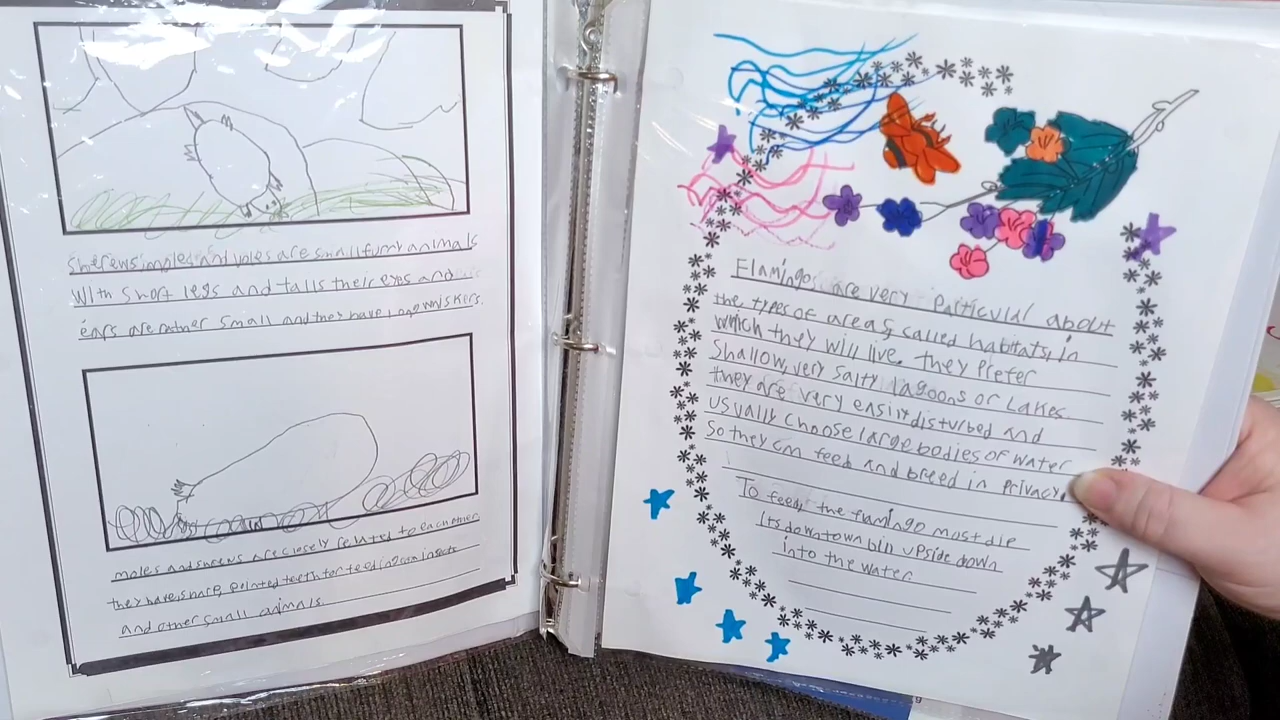 Sherews, moles and voles are small furry animals
With short legs and tails their eyes and
ears are rather small and they have long whiskers.
moles and shrews are closely related to each other
they have sharp, pointed teeth for feeding on insects
and other small animals.
Flamingos are very particular about
the types of areas, called habitats, in
which they will live. they prefer
shallow, very salty lagoons or lakes
they are very easily disturbed and
usually choose large bodies of water
so they can feed and breed in privacy.
To feed, the flamingo must dip
Its downtown bill upside down
into the water